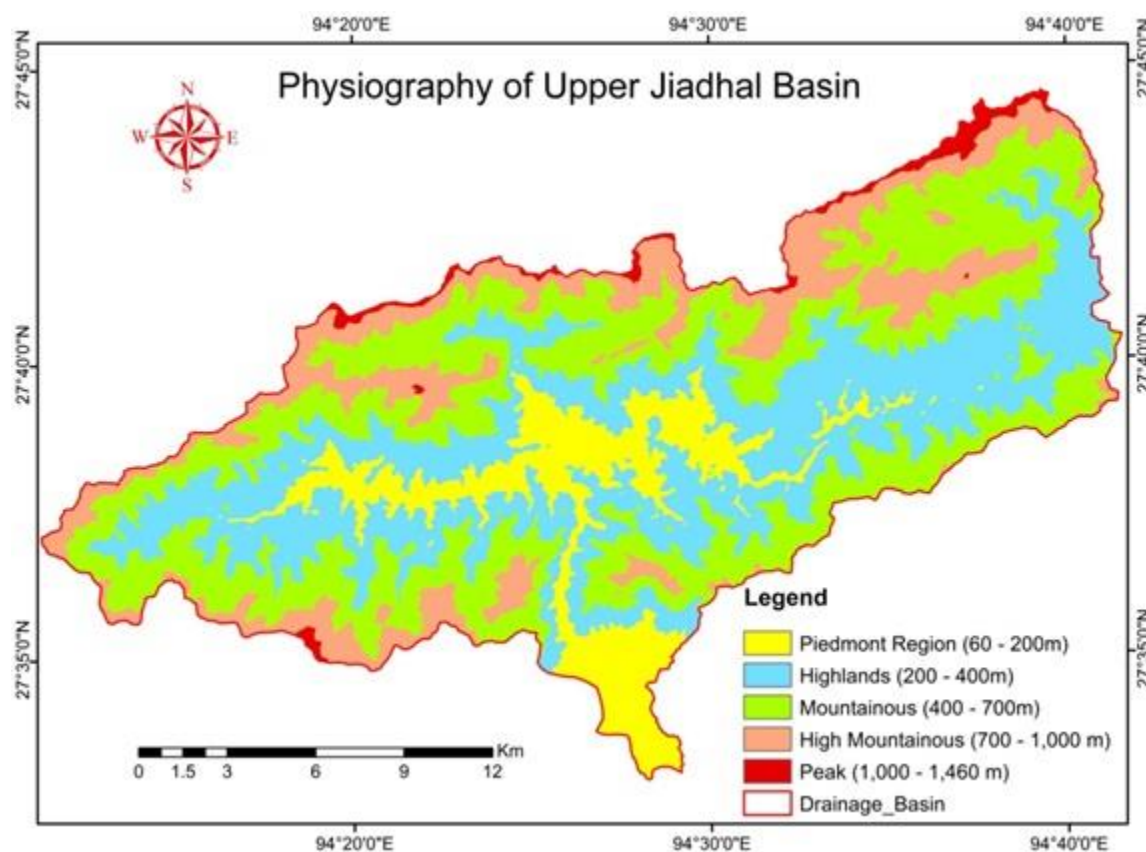 94°20'0"E 94°30'0"E 94°40'0"E
27°45'0"N 27°45'0"N
Physiography of Upper Jiadhal Basin
N
W E
S
27°40'0"N 27°40'0"N
27°35'0"N 27°35'0"N
Legend
Piedmont Region (60 - 200m)
Highlands (200 - 400m)
Mountainous (400 - 700m)
High Mountainous (700 - 1,000 m)
Peak (1,000 - 1,460 m)
Drainage_Basin
Km
0 1.5 3 6 9 12
94°20'0"E 94°30'0"E 94°40'0"E